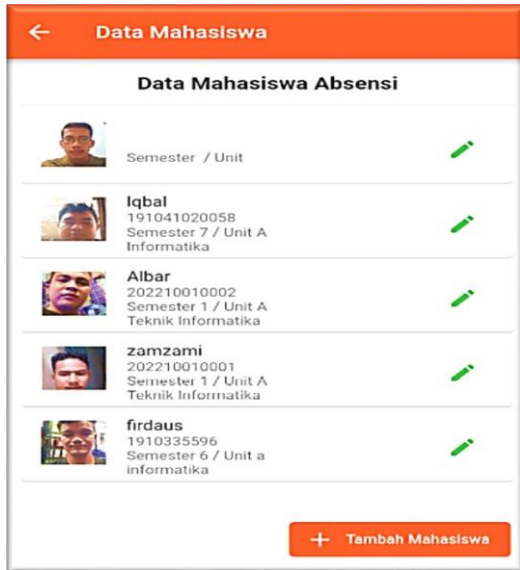 Data Mahasiswa
Data Mahasiswa Absensi
Semester / Unit
Iqbal
191041020058
Semester 7 / Unit A
Informatika
Albar
202210010002
Semester 1 / Unit A
Teknik Informatika
zamzami
202210010001
Semester 1 / Unit A
Teknik Informatika
firdaus
1910335596
Semester 6 / Unit a
informatika
+ Tambah Mahasiswa